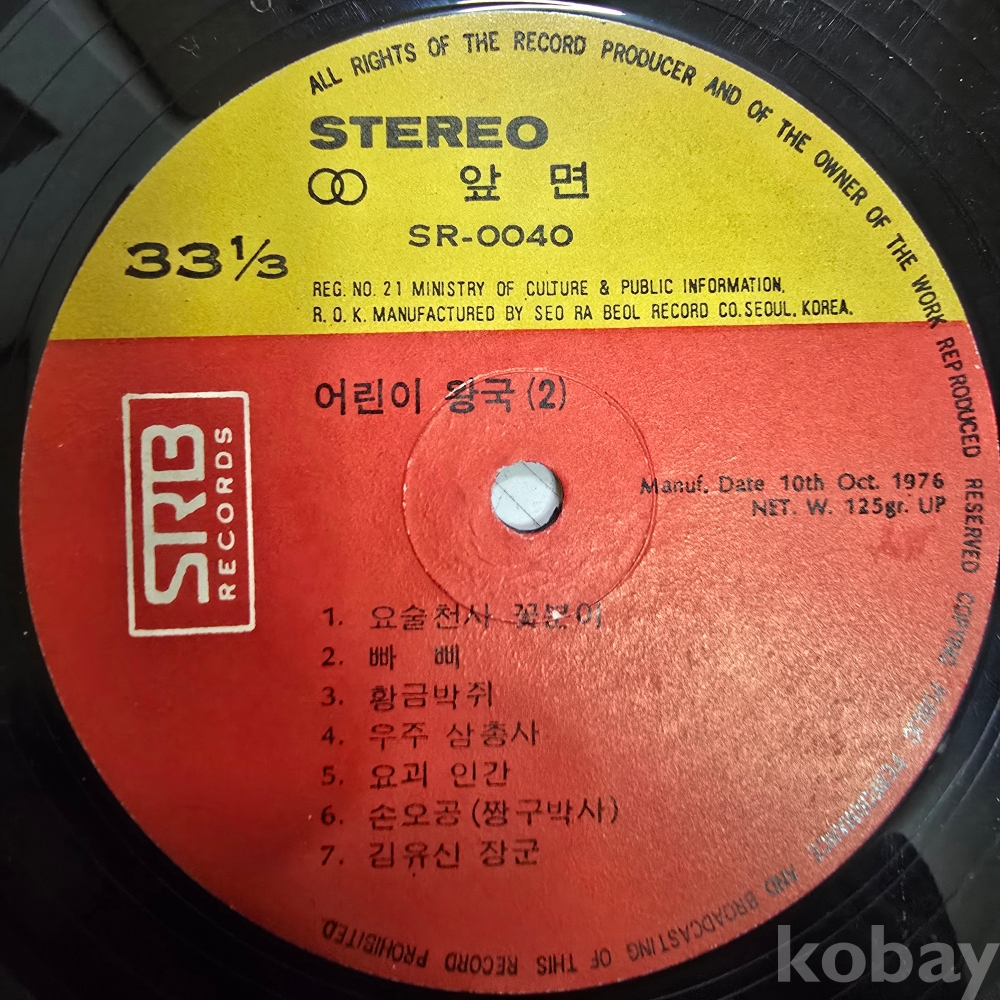 ALL RIGHTS OF THE RECORD PRODUCER AND OF THE OWNER OF THE WORK REPRODUCED RESERVED COPYING PUBLIC PERFORMANCE AND BROADCASTING OF THIS RECORD PROHIBITED
STEREO
앞 면
SR-0040
33 1/3
REG. NO. 21 MINISTRY OF CULTURE & PUBLIC INFORMATION.
R. O. K. MANUFACTURED BY SEO RA BEOL RECORD CO. SEOUL, KOREA.
어린이 왕국 (2)
SRB
RECORDS
Manuf. Date 10th Oct. 1976
NET. W. 125gr. UP
1. 요술천사 꽃분이
2. 빠 삐
3. 황금박쥐
4. 우주 삼총사
5. 요괴 인간
6. 손오공 (짱구박사)
7. 김유신 장군
kobay